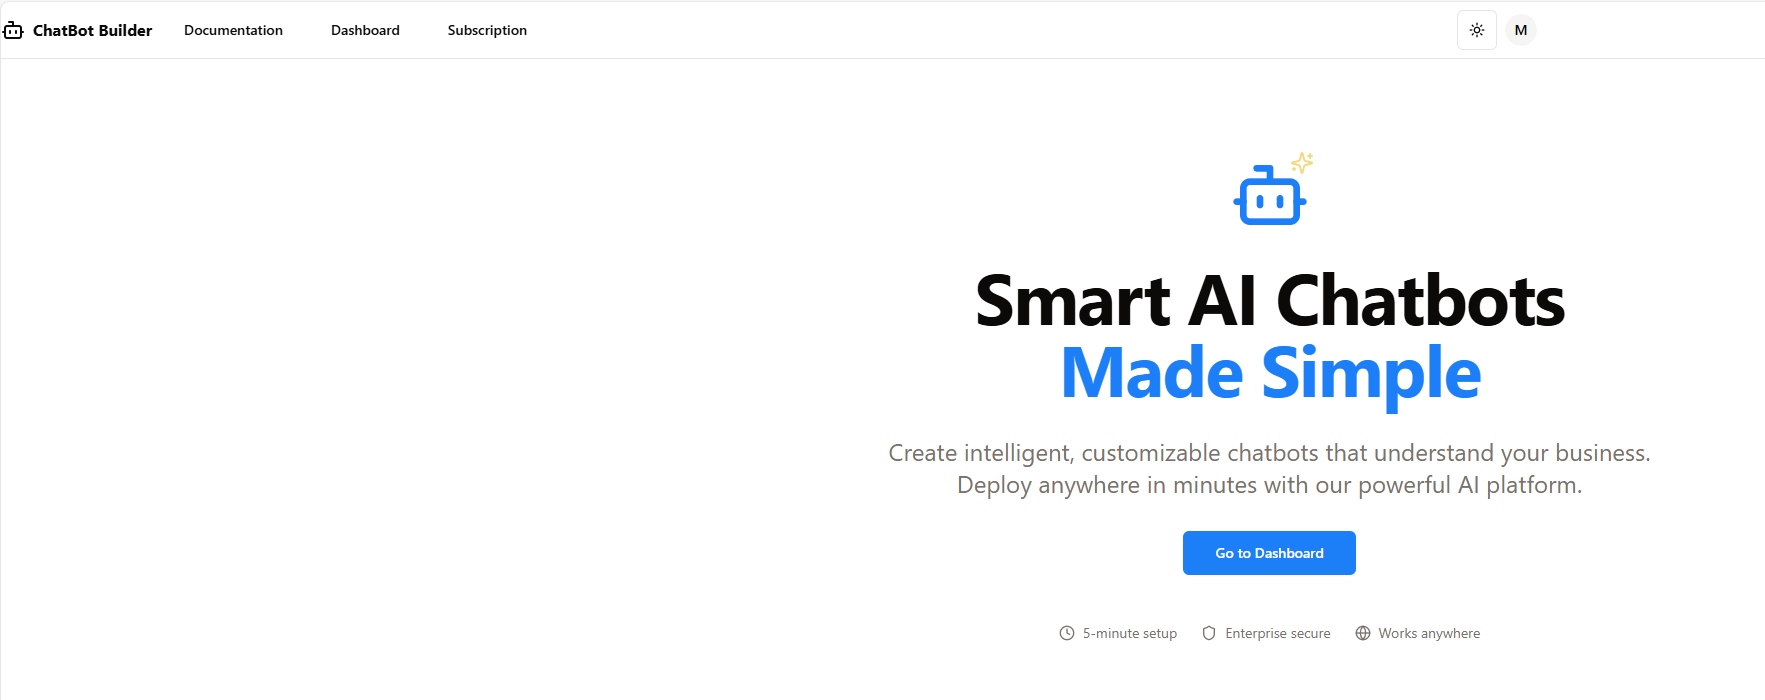 ChatBot Builder
Documentation
Dashboard
Subscription
M
Smart AI Chatbots
Made Simple
Create intelligent, customizable chatbots that understand your business.
Deploy anywhere in minutes with our powerful AI platform.
Go to Dashboard
5-minute setup
Enterprise secure
Works anywhere